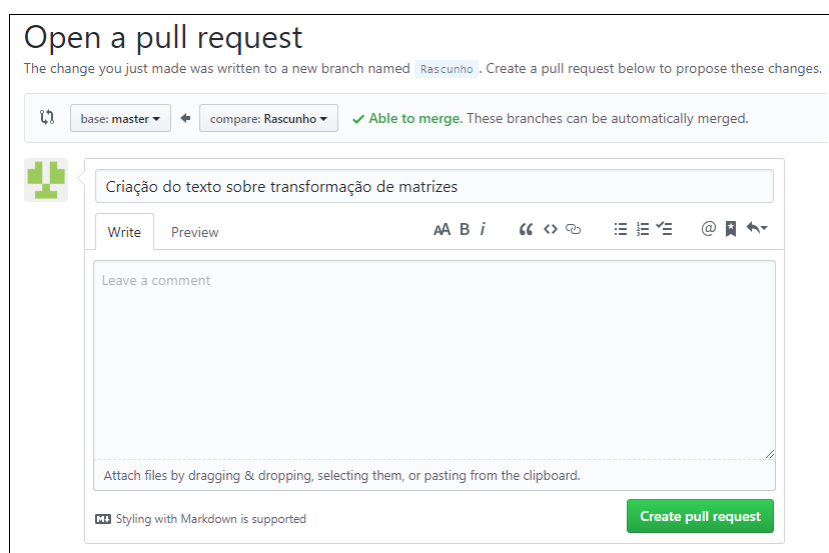 Open a pull request
The change you just made was written to a new branch named Rascunho . Create a pull request below to propose these changes.
base: master compare: Rascunho Able to merge. These branches can be automatically merged.
Criação do texto sobre transformação de matrizes
Write Preview AA B i
Leave a comment
Attach files by dragging & dropping, selecting them, or pasting from the clipboard.
Styling with Markdown is supported Create pull request